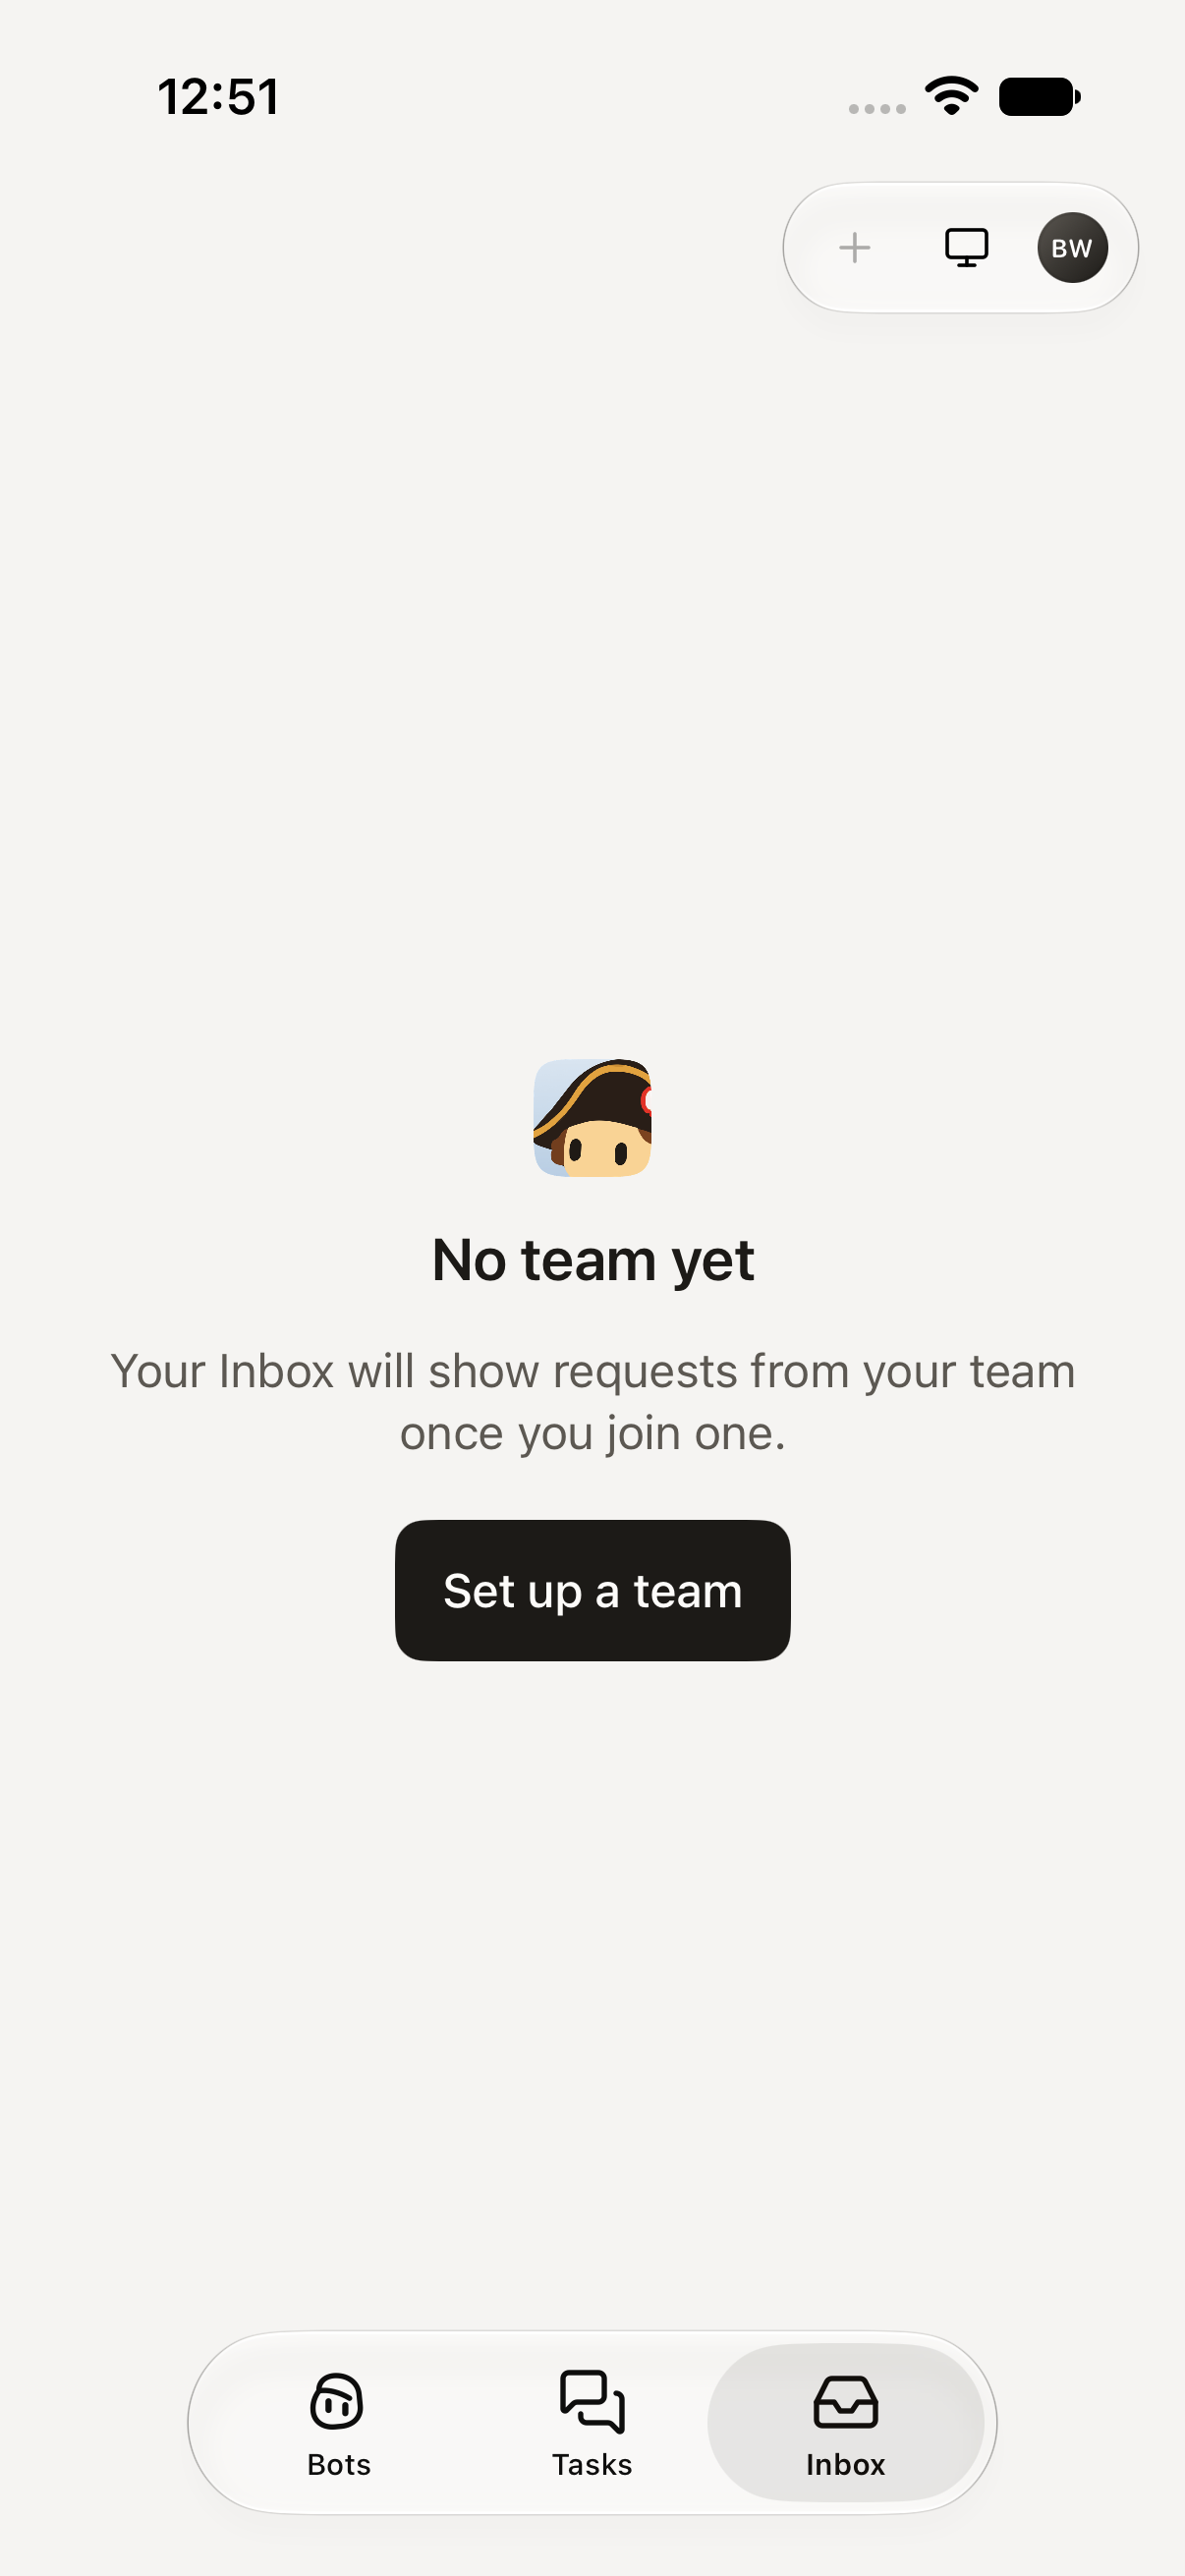 12:51
BW
No team yet
Your Inbox will show requests from your team
once you join one.
Set up a team
Bots
Tasks
Inbox